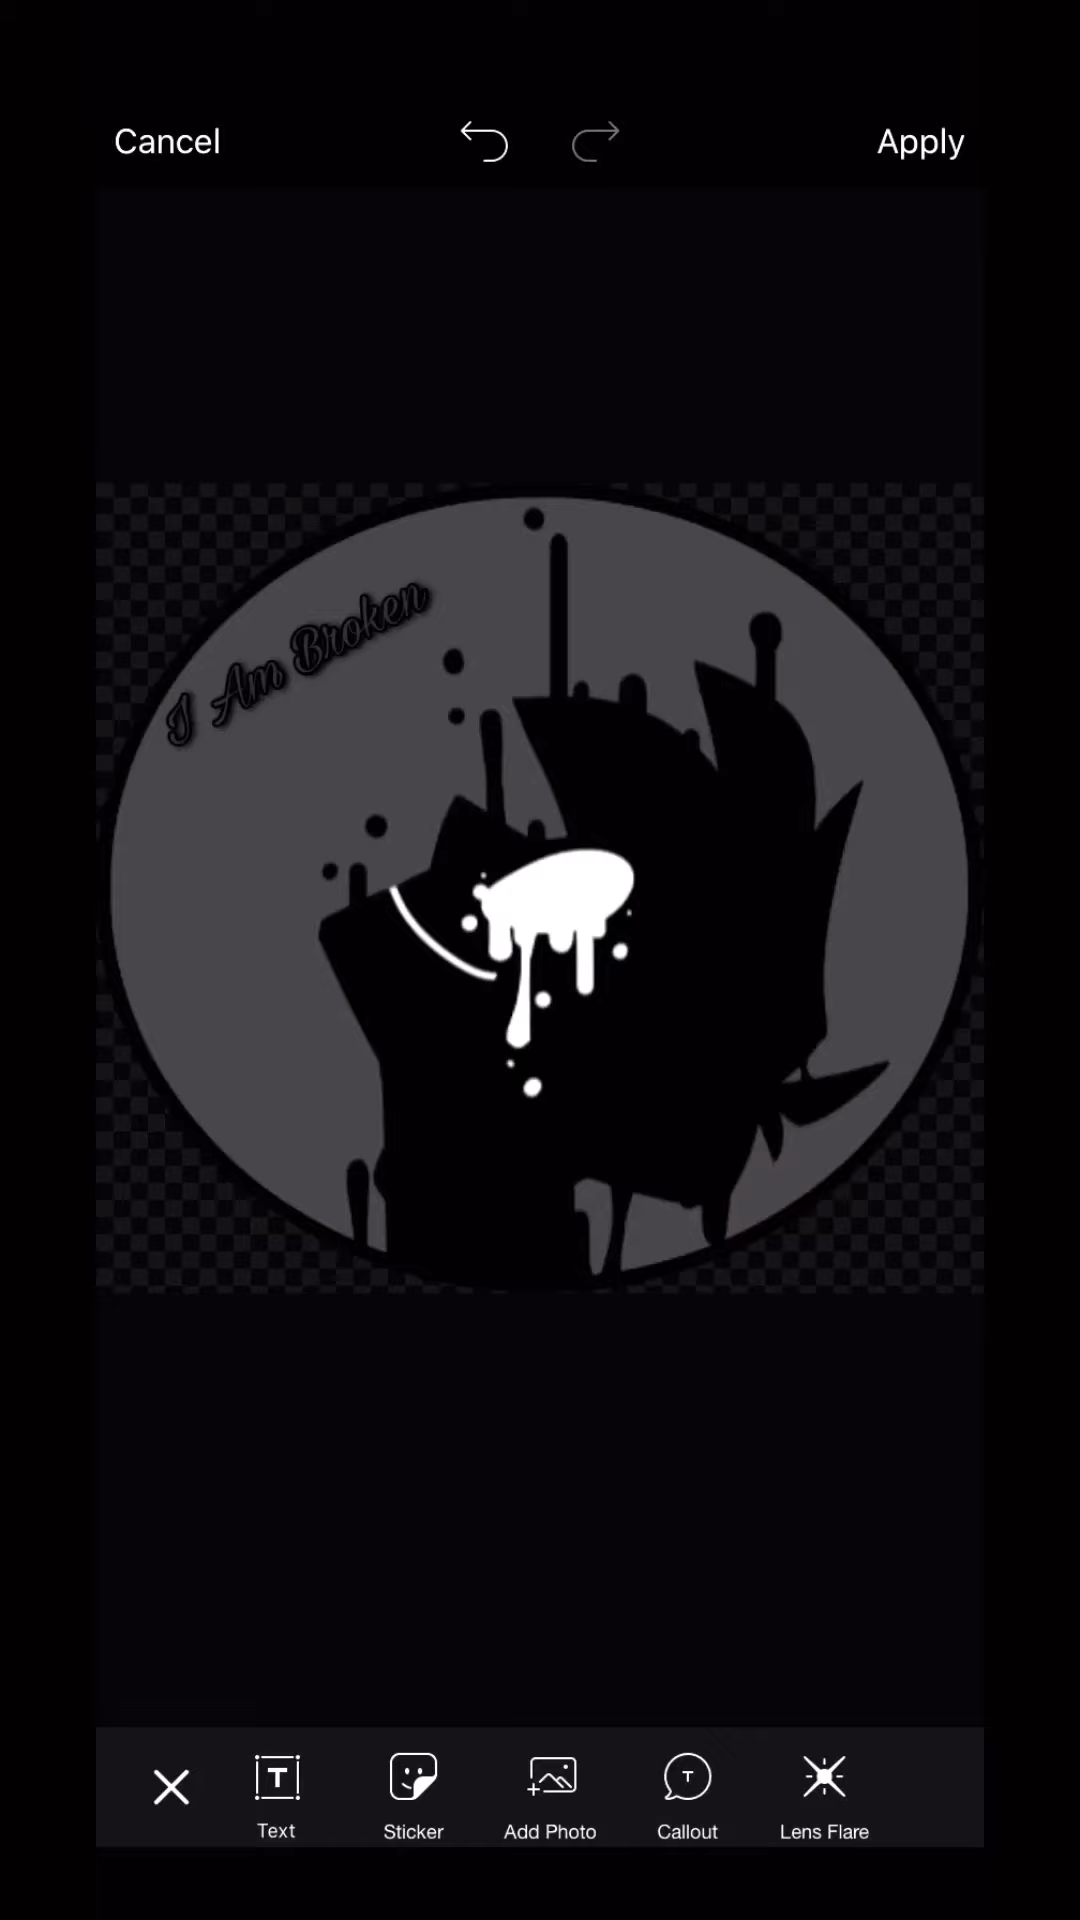 Cancel
Apply
I Am Broken
T
T
Text
Sticker
Add Photo
Callout
Lens Flare